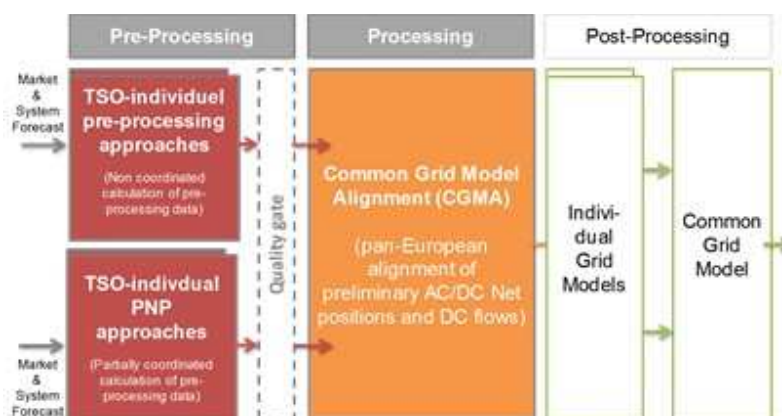 Pre-Processing
Processing
Post-Processing
Market
&
System
Forecast
TSO-individuel
pre-processing
approaches
(Non coordinated
calculation of pre-
processing data)
Quality gate
Common Grid Model
Alignment (CGMA)
(pan-European
alignment of
preliminary AC/DC Net
positions and DC flows)
Indivi-
dual
Grid
Models
Common
Grid
Model
TSO-indivdual
PNP
approaches
(Partially coordinated
calculation of pre-
processing data)
Market
&
System
Forecast